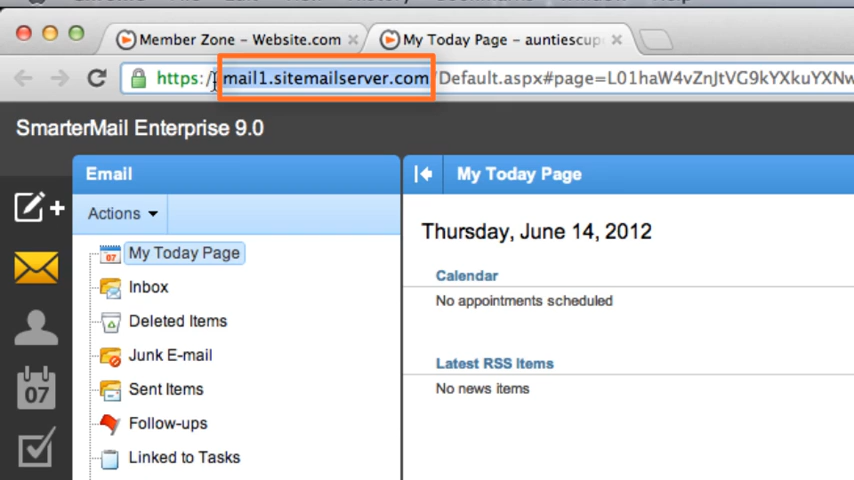 Member Zone – Website.com
My Today Page – auntiescup
https:/
mail1.sitemailserver.com/Default.aspx#page=L01haW4vZnJtVG9kYXkuYXNw
SmarterMail Enterprise 9.0
Email
My Today Page
Actions
Thursday, June 14, 2012
07 My Today Page
Calendar
Inbox
No appointments scheduled
Deleted Items
Junk E-mail
Latest RSS Items
Sent Items
No news items
07
Follow-ups
Linked to Tasks